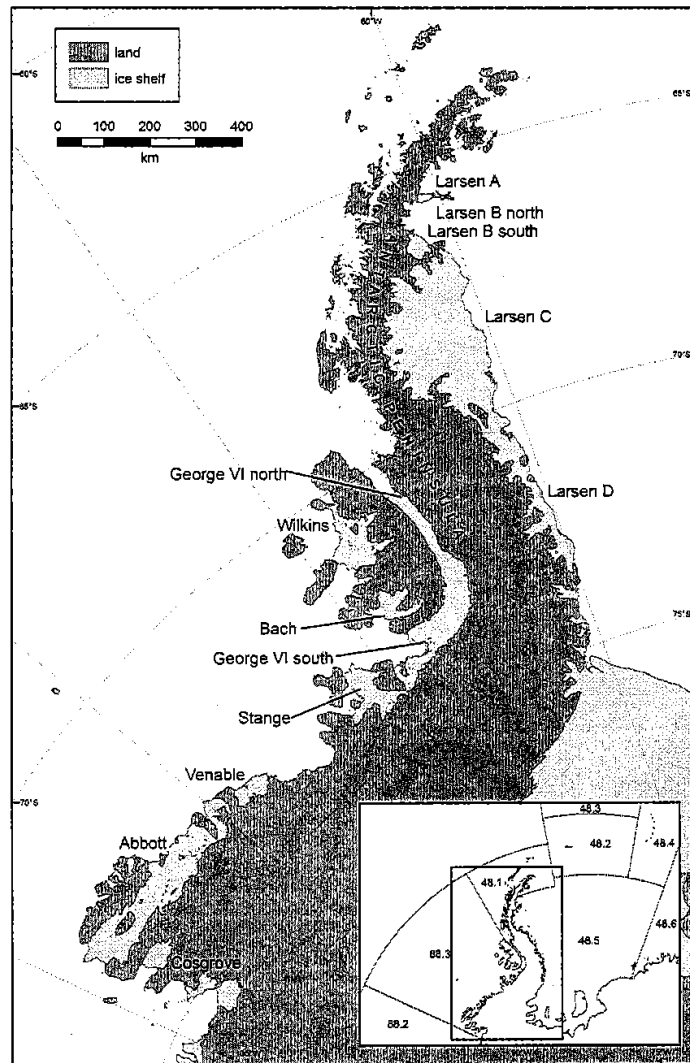 60°W
60°S
65°S
land
ice shelf
0 100 200 300 400
km
Larsen A
Larsen B north
Larsen B south
ANTARCTIC PENINSULA
Larsen C
70°S
65°S
George VI north
Larsen D
Wilkins
Bach
75°S
George VI south
Stange
Venable
70°S
Abbott
Cosgrove
48.3
48.2
48.4
48.1
88.3
48.5
48.6
88.2